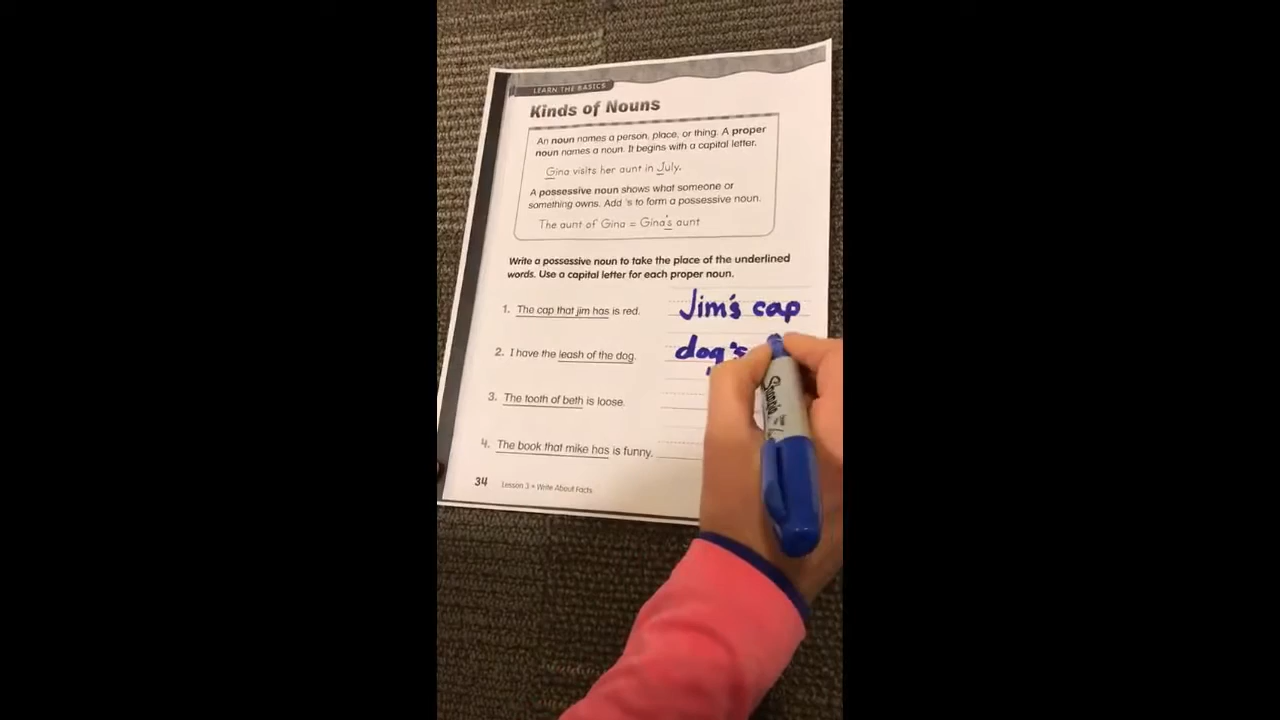 LEARN THE BASICS
Kinds of Nouns
An noun names a person, place, or thing. A proper
noun names a noun. It begins with a capital letter.
Gina visits her aunt in July.
A possessive noun shows what someone or
something owns. Add 's to form a possessive noun.
The aunt of Gina = Gina's aunt
Write a possessive noun to take the place of the underlined
words. Use a capital letter for each proper noun.
1. The cap that jim has is red. Jim's cap
2. I have the leash of the dog. dog's
3. The tooth of beth is loose.
4. The book that mike has is funny.
34 Lesson 3 • Write About Facts
Sharpie